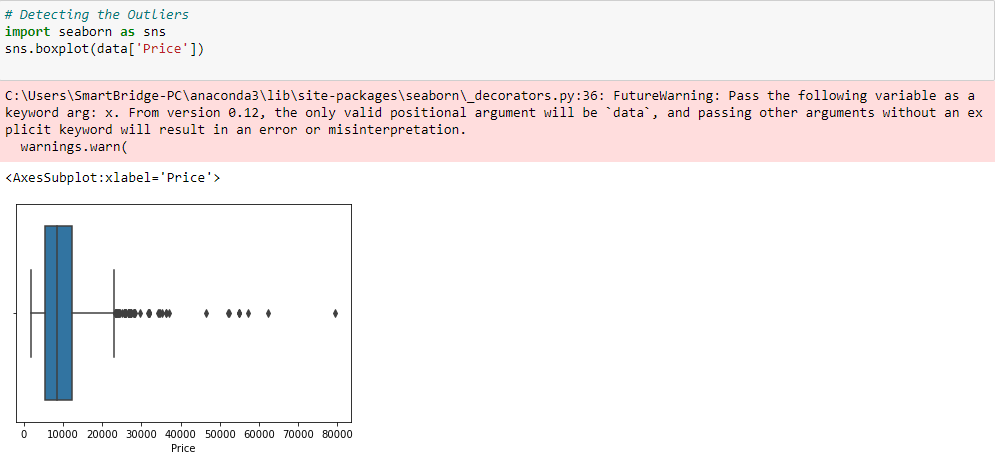 # Detecting the Outliers
import seaborn as sns
sns.boxplot(data['Price'])
C:\Users\SmartBridge-PC\anaconda3\lib\site-packages\seaborn\_decorators.py:36: FutureWarning: Pass the following variable as a
keyword arg: x. From version 0.12, the only valid positional argument will be `data`, and passing other arguments without an ex
plicit keyword will result in an error or misinterpretation.
  warnings.warn(
<AxesSubplot:xlabel='Price'>
0 10000 20000 30000 40000 50000 60000 70000 80000
Price